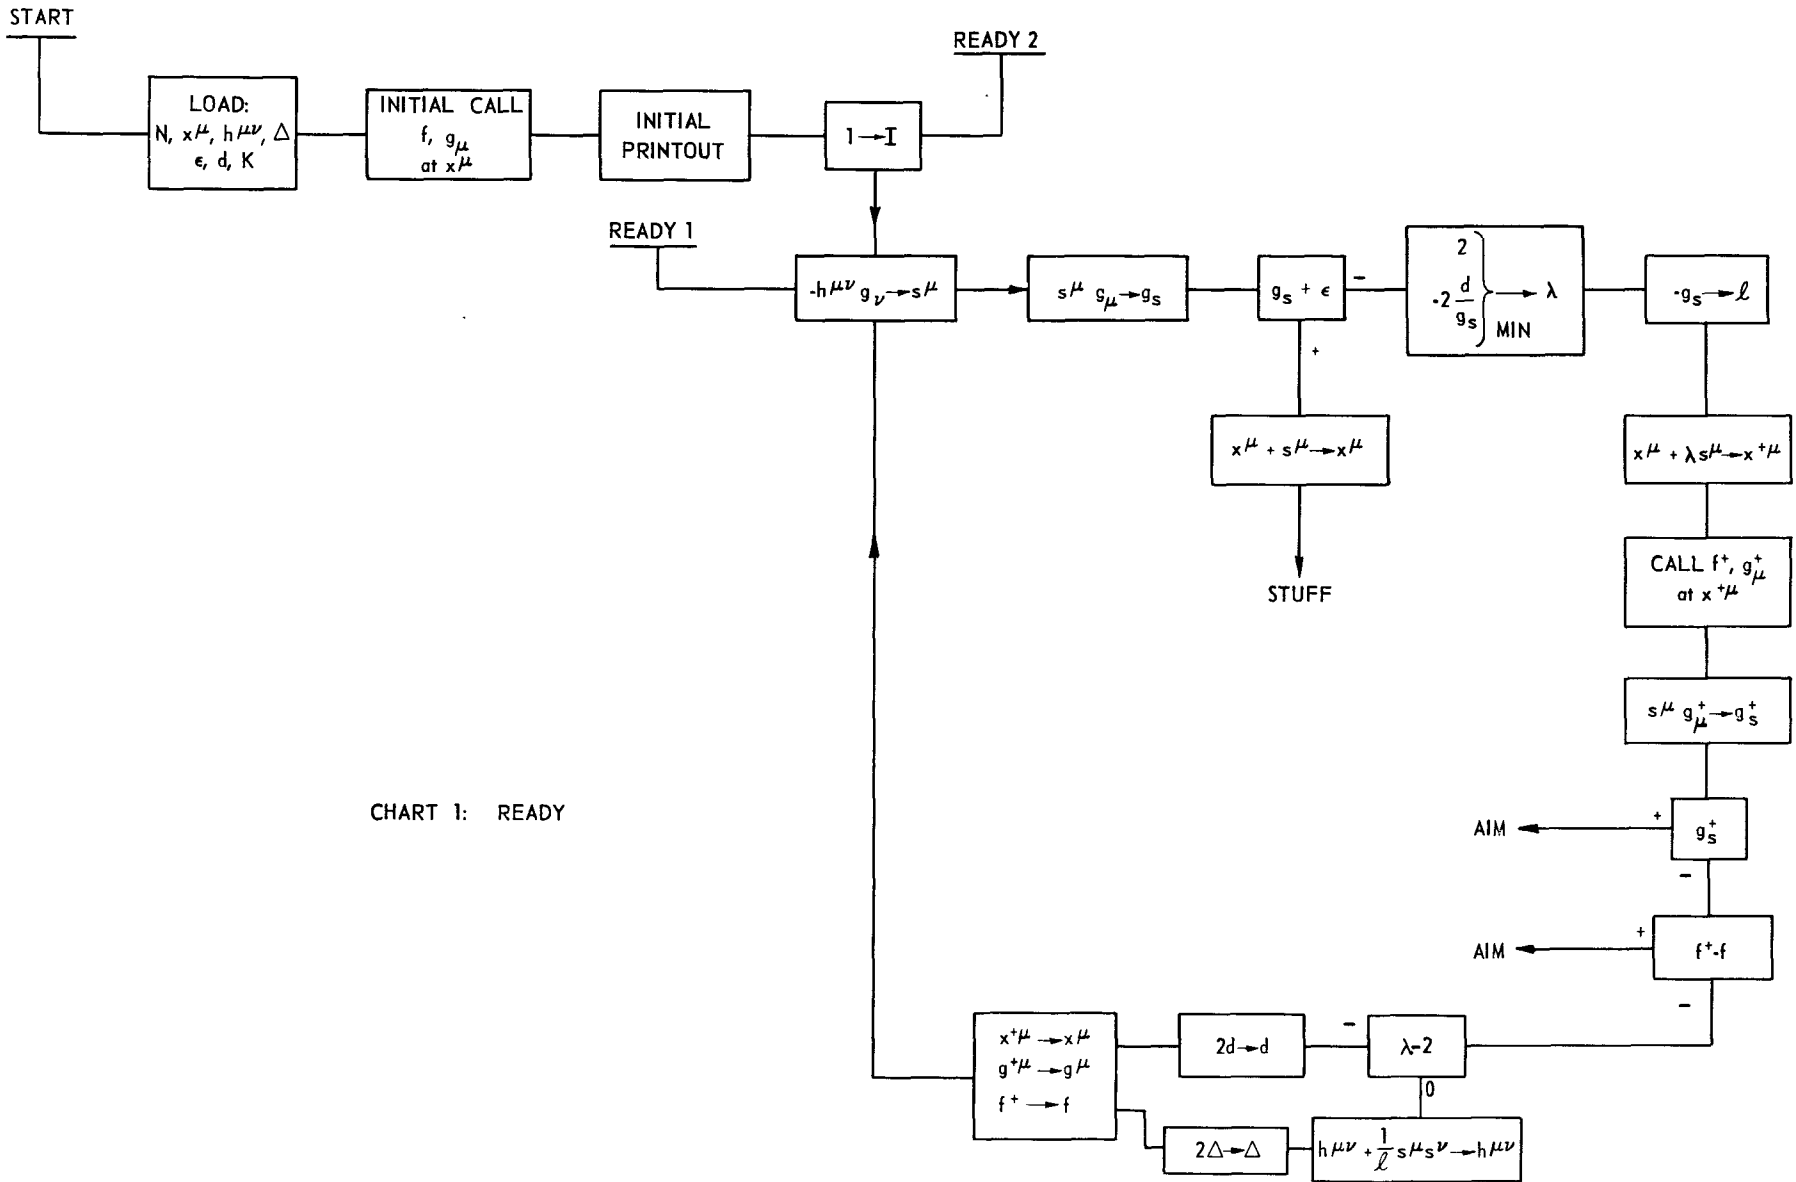 START
READY 2
LOAD:
N, x^μ, h^μν, Δ
ε, d, K
INITIAL CALL
f, g_μ
at x^μ
INITIAL
PRINTOUT
1→I
READY 1
-h^μν g_ν→s^μ
s^μ g_μ→g_s
g_s + ε
-
+
2
-2 d/g_s
→ λ
MIN
-g_s→ℓ
x^μ + s^μ→x^μ
STUFF
x^μ + λs^μ→x^+μ
CALL f^+, g^+_μ
at x^+μ
s^μ g^+_μ→g^+_s
CHART 1: READY
AIM
+
g^+_s
-
AIM
+
f^+-f
-
x^+μ→x^μ
g^+μ→g^μ
f^+→f
2d→d
-
λ-2
0
2Δ→Δ
h^μν + 1/ℓ s^μs^ν→h^μν